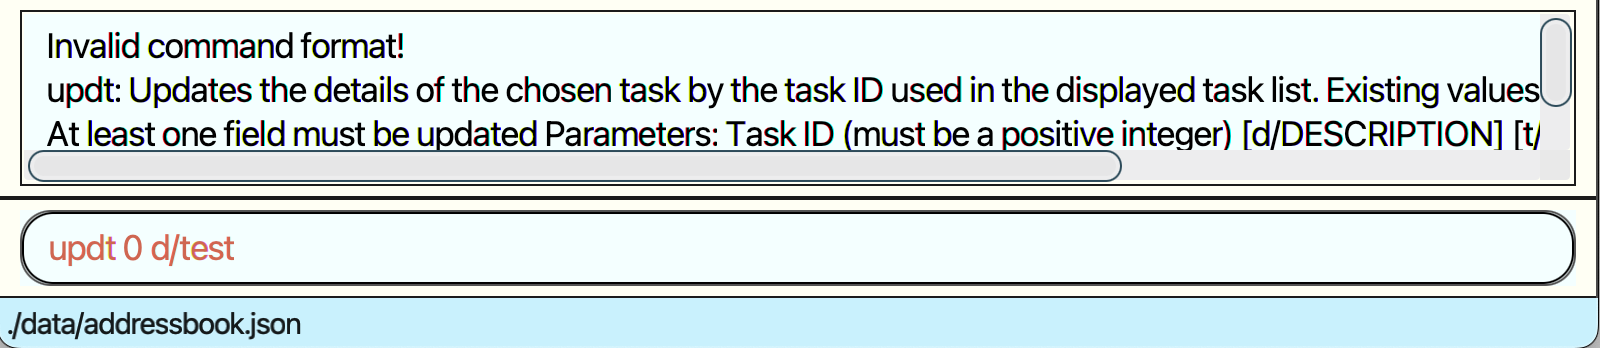 Invalid command format!
updt: Updates the details of the chosen task by the task ID used in the displayed task list. Existing values
At least one field must be updated Parameters: Task ID (must be a positive integer) [d/DESCRIPTION] [t/
updt 0 d/test
./data/addressbook.json